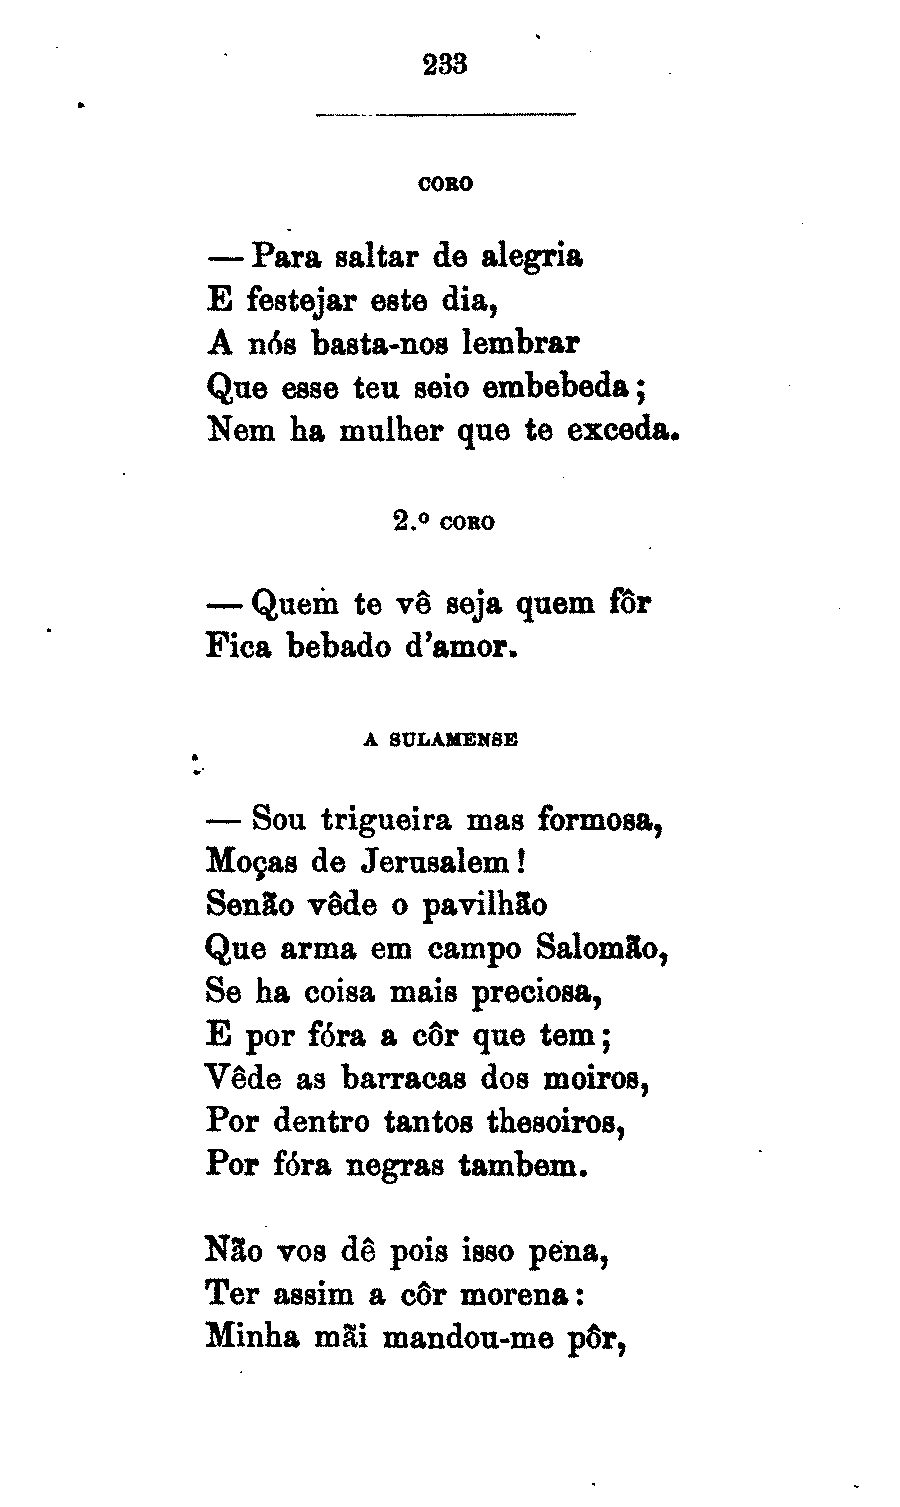 233
CORO
— Para saltar de alegria
E festejar este dia,
A nós basta-nos lembrar
Que esse teu seio embebeda;
Nem ha mulher que te exceda.
2.º CORO
— Quem te vê seja quem fôr
Fica bebado d'amor.
A SULAMENSE
— Sou trigueira mas formosa,
Moças de Jerusalem!
Senão vêde o pavilhão
Que arma em campo Salomão,
Se ha coisa mais preciosa,
E por fóra a côr que tem;
Vêde as barracas dos moiros,
Por dentro tantos thesoiros,
Por fóra negras tambem.
Não vos dê pois isso pena,
Ter assim a côr morena:
Minha mãi mandou-me pôr,